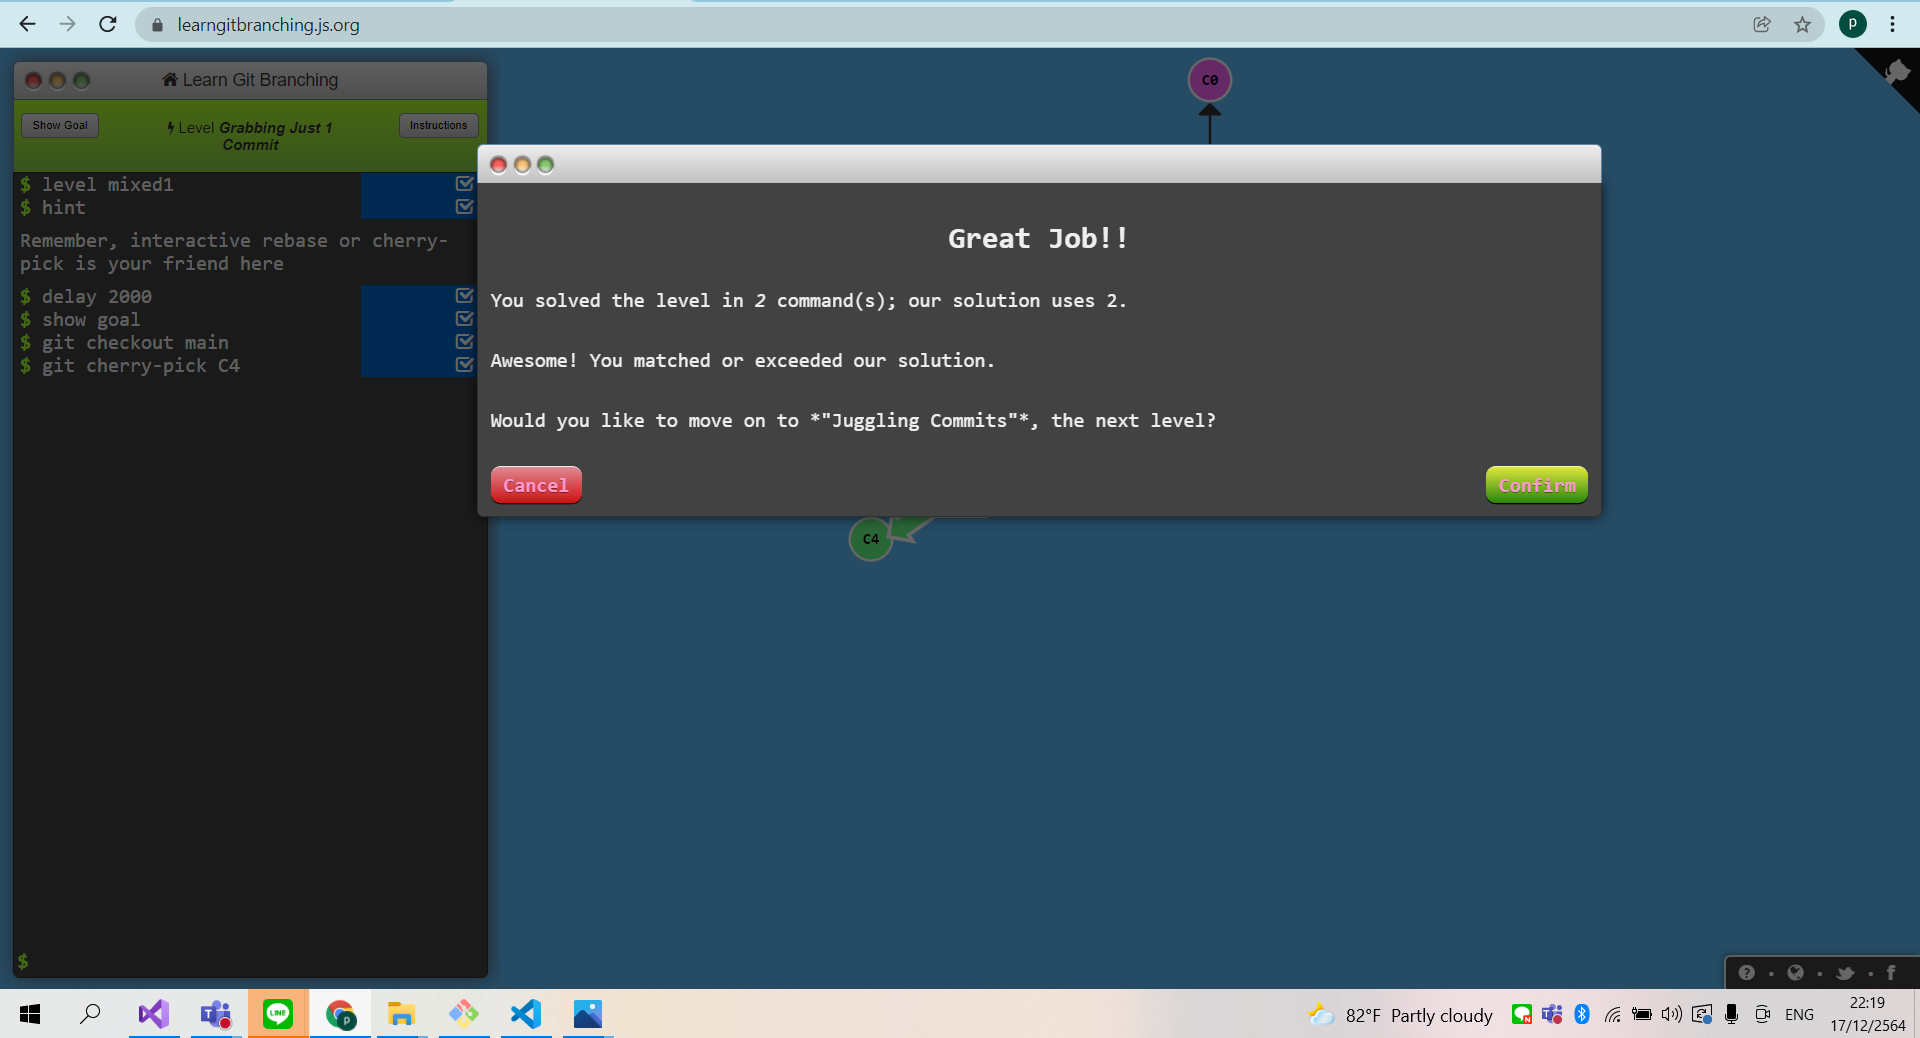 learngitbranching.js.org
p
Learn Git Branching
Show Goal
Level Grabbing Just 1
Commit
Instructions
$ level mixed1
$ hint
Remember, interactive rebase or cherry-
pick is your friend here
$ delay 2000
$ show goal
$ git checkout main
$ git cherry-pick C4
$
C0
Great Job!!
You solved the level in 2 command(s); our solution uses 2.
Awesome! You matched or exceeded our solution.
Would you like to move on to *"Juggling Commits"*, the next level?
Cancel
Confirm
C4
LINE
p
82°F Partly cloudy
ENG
22:19
17/12/2564